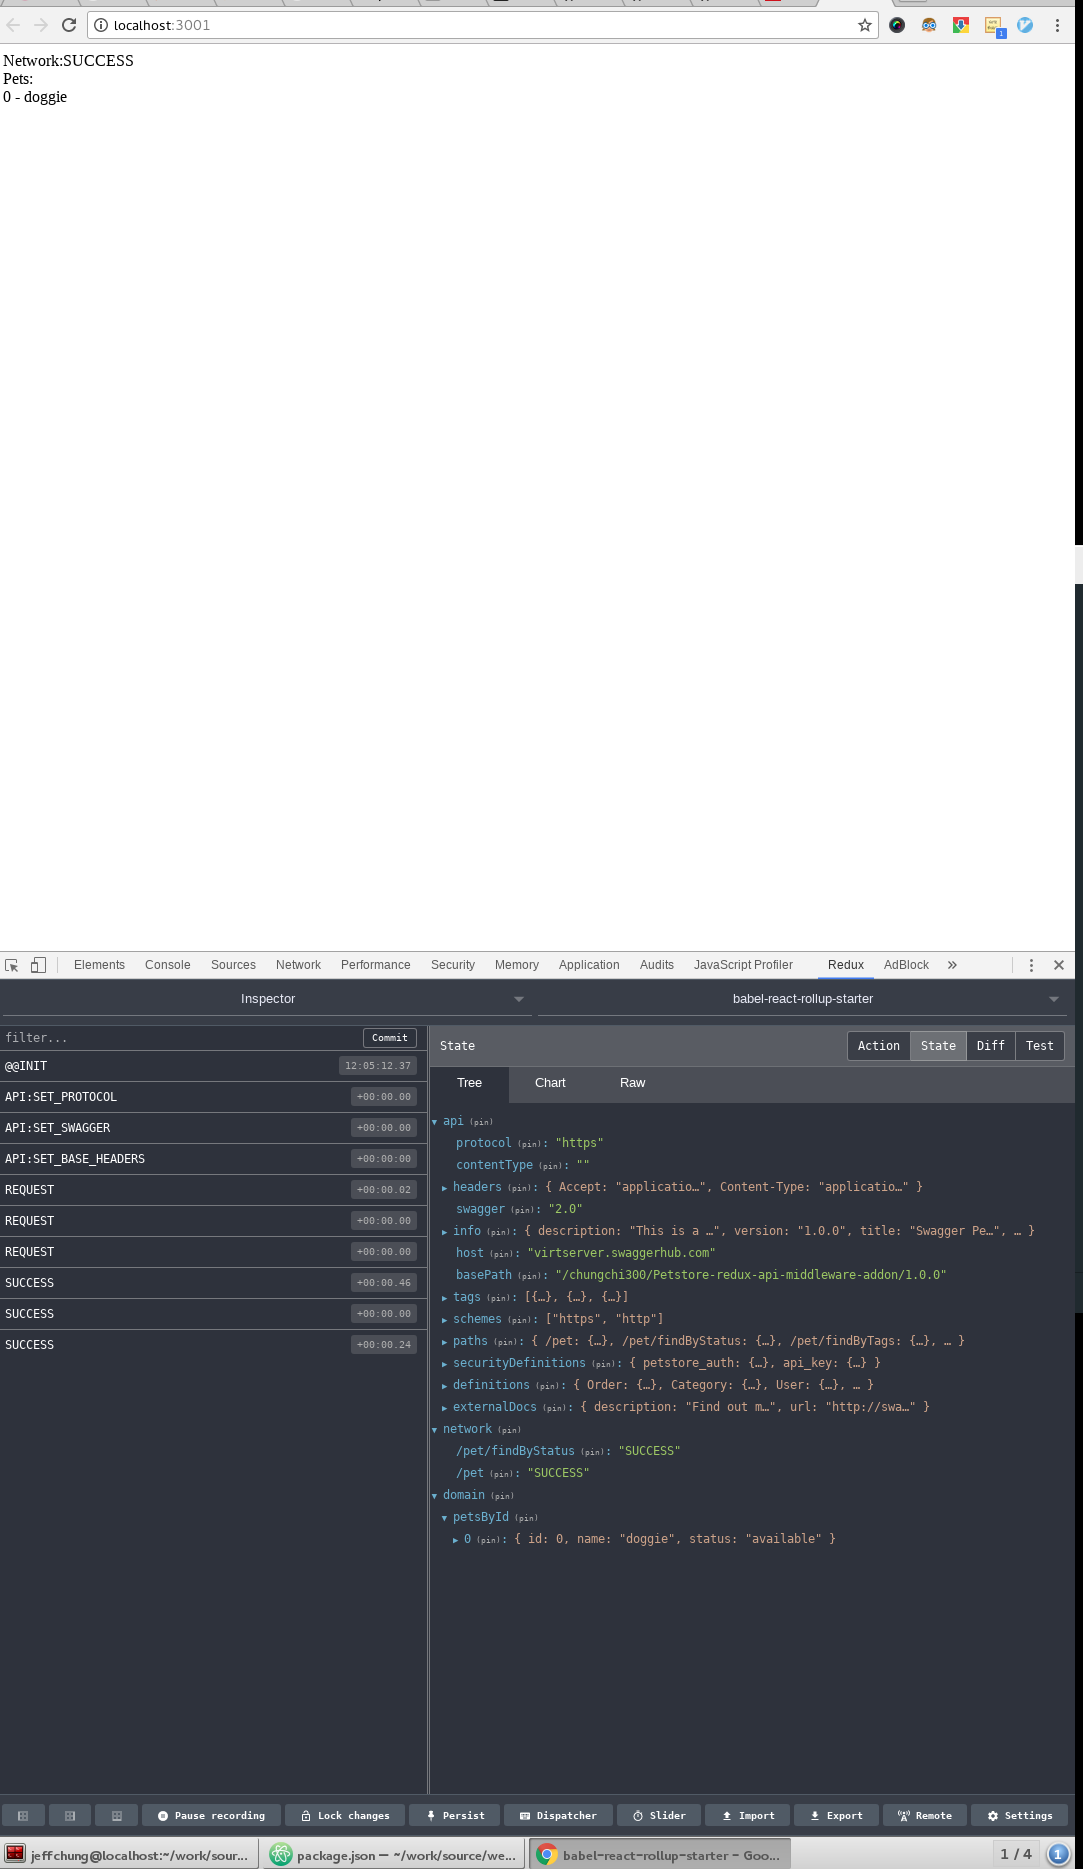 localhost:3001
1
Network:SUCCESS
Pets:
0 - doggie
Elements Console Sources Network Performance Security Memory Application Audits JavaScript Profiler Redux AdBlock »
Inspector babel-react-rollup-starter
filter... Commit
State Action State Diff Test
@@INIT 12:05:12.37
API:SET_PROTOCOL +00:00.00
API:SET_SWAGGER +00:00.00
API:SET_BASE_HEADERS +00:00:00
REQUEST +00:00.02
REQUEST +00:00.00
REQUEST +00:00.00
SUCCESS +00:00.46
SUCCESS +00:00.00
SUCCESS +00:00.24
Tree Chart Raw
api (pin)
protocol (pin): "https"
contentType (pin): ""
headers (pin): { Accept: "applicatio…", Content-Type: "applicatio…" }
swagger (pin): "2.0"
info (pin): { description: "This is a …", version: "1.0.0", title: "Swagger Pe…", … }
host (pin): "virtserver.swaggerhub.com"
basePath (pin): "/chungchi300/Petstore-redux-api-middleware-addon/1.0.0"
tags (pin): [{…}, {…}, {…}]
schemes (pin): ["https", "http"]
paths (pin): { /pet: {…}, /pet/findByStatus: {…}, /pet/findByTags: {…}, … }
securityDefinitions (pin): { petstore_auth: {…}, api_key: {…} }
definitions (pin): { Order: {…}, Category: {…}, User: {…}, … }
externalDocs (pin): { description: "Find out m…", url: "http://swa…" }
network (pin)
/pet/findByStatus (pin): "SUCCESS"
/pet (pin): "SUCCESS"
domain (pin)
petsById (pin)
0 (pin): { id: 0, name: "doggie", status: "available" }
Pause recording Lock changes Persist Dispatcher Slider Import Export Remote Settings
jeffchung@localhost:~/work/sour... package.json — ~/work/source/we... babel-react-rollup-starter - Goo... 1 / 4 1